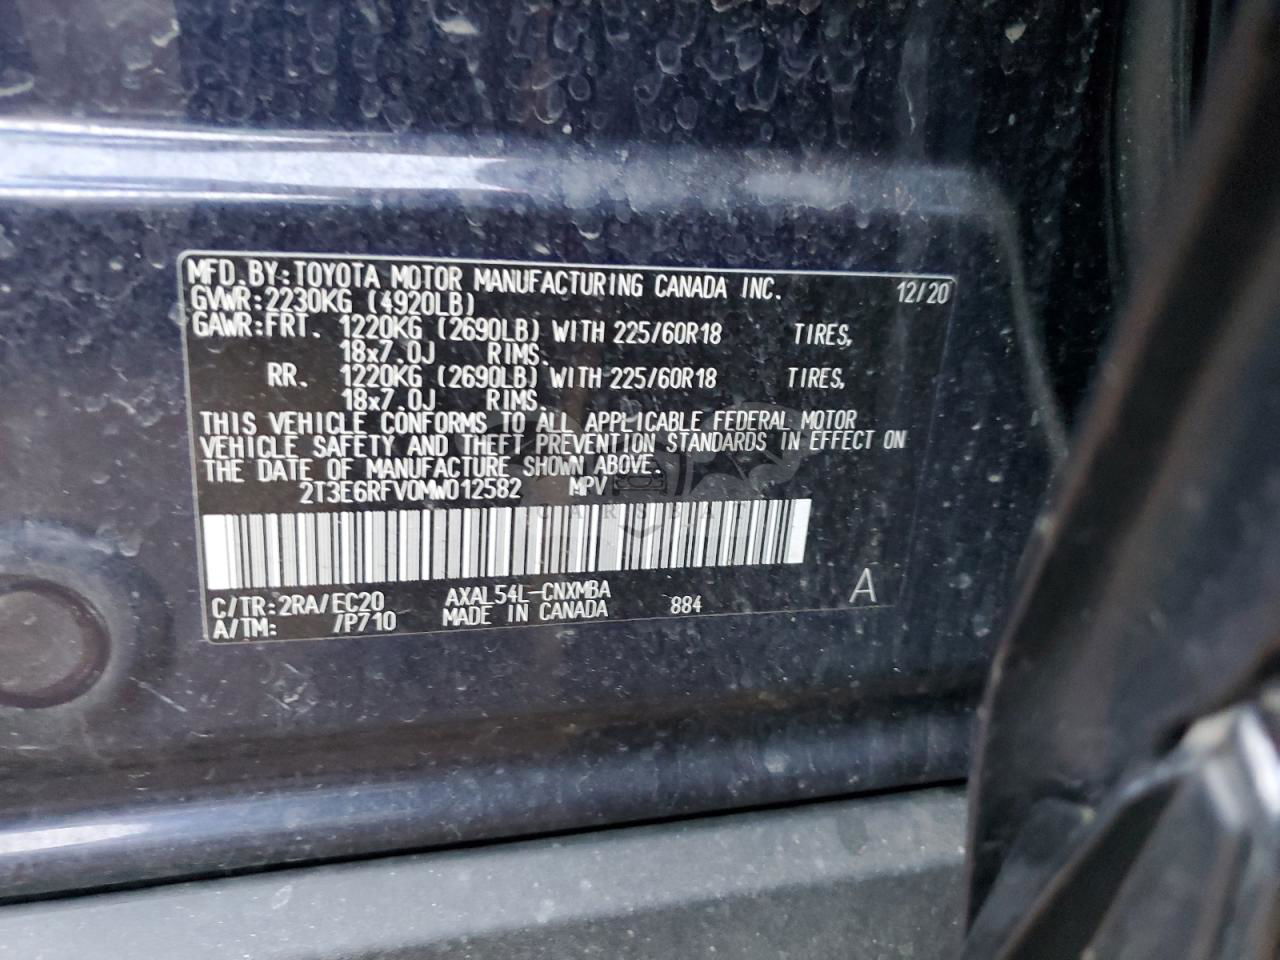 MFD.BY:TOYOTA MOTOR MANUFACTURING CANADA INC. 12/20
GVWR:2230KG (4920LB)
GAWR:FRT. 1220KG (2690LB) WITH 225/60R18 TIRES,
18x7.0J RIMS.
RR. 1220KG (2690LB) WITH 225/60R18 TIRES,
18x7.0J RIMS.
THIS VEHICLE CONFORMS TO ALL APPLICABLE FEDERAL MOTOR
VEHICLE SAFETY AND THEFT PREVENTION STANDARDS IN EFFECT ON
THE DATE OF MANUFACTURE SHOWN ABOVE.
2T3E6RFV0MW012582 MPV
C/TR:2RA/EC20 AXAL54L-CNXMBA A
A/TM: /P710 MADE IN CANADA 884